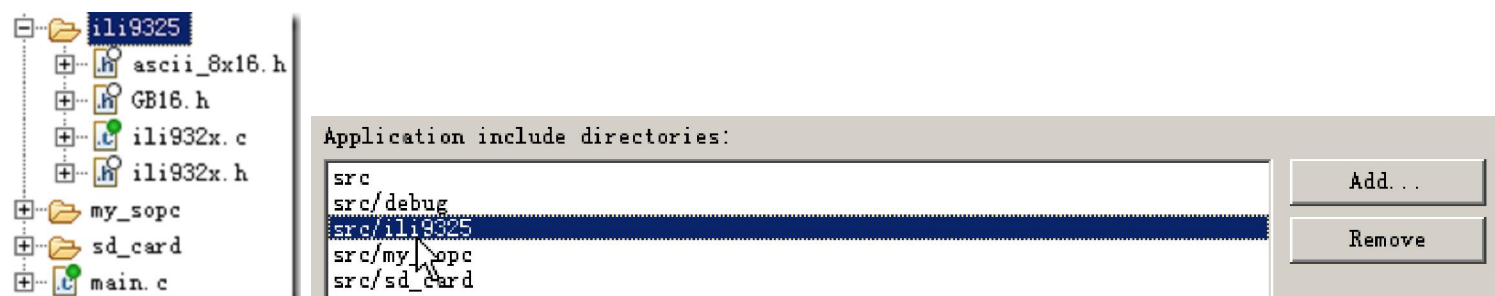 ili9325
ascii_8x16.h
GB16.h
ili932x.c
ili932x.h
my_sopc
sd_card
main.c
Application include directories:
src
src/debug
src/ili9325
src/my_sopc
src/sd_card
Add...
Remove